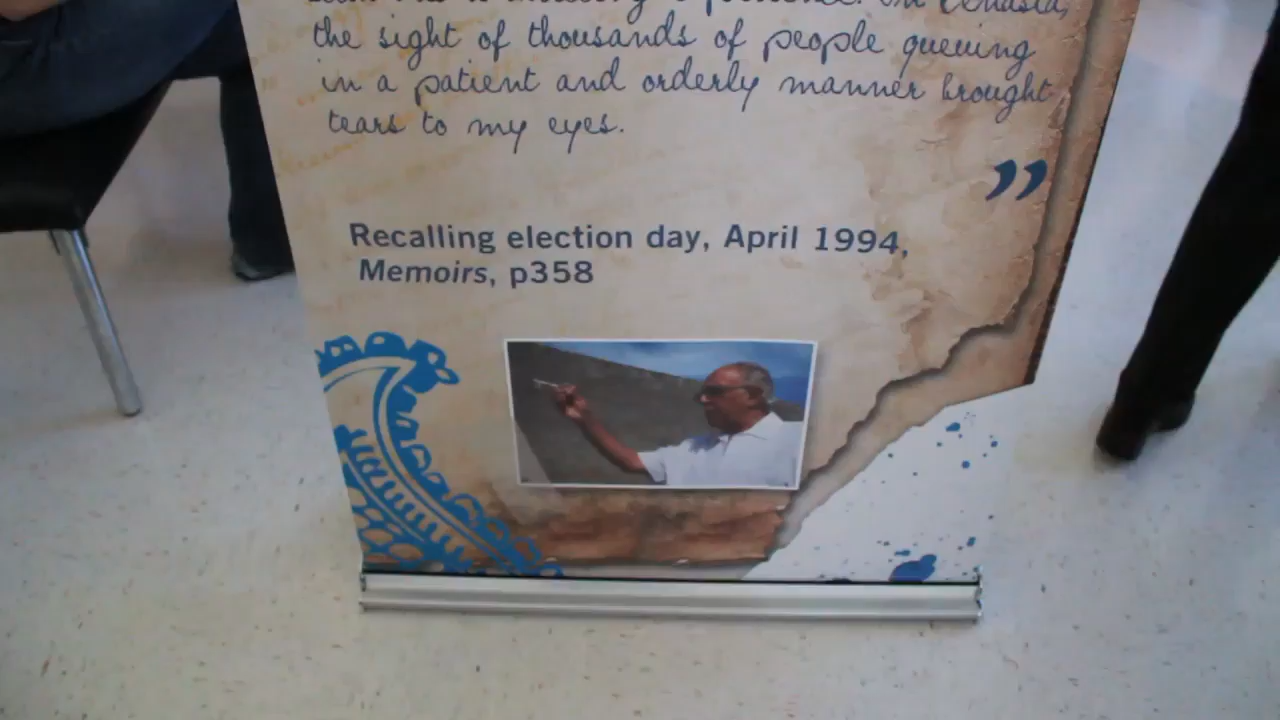 the sight of thousands of people queuing
in a patient and orderly manner brought
tears to my eyes.
”
Recalling election day, April 1994,
Memoirs, p358